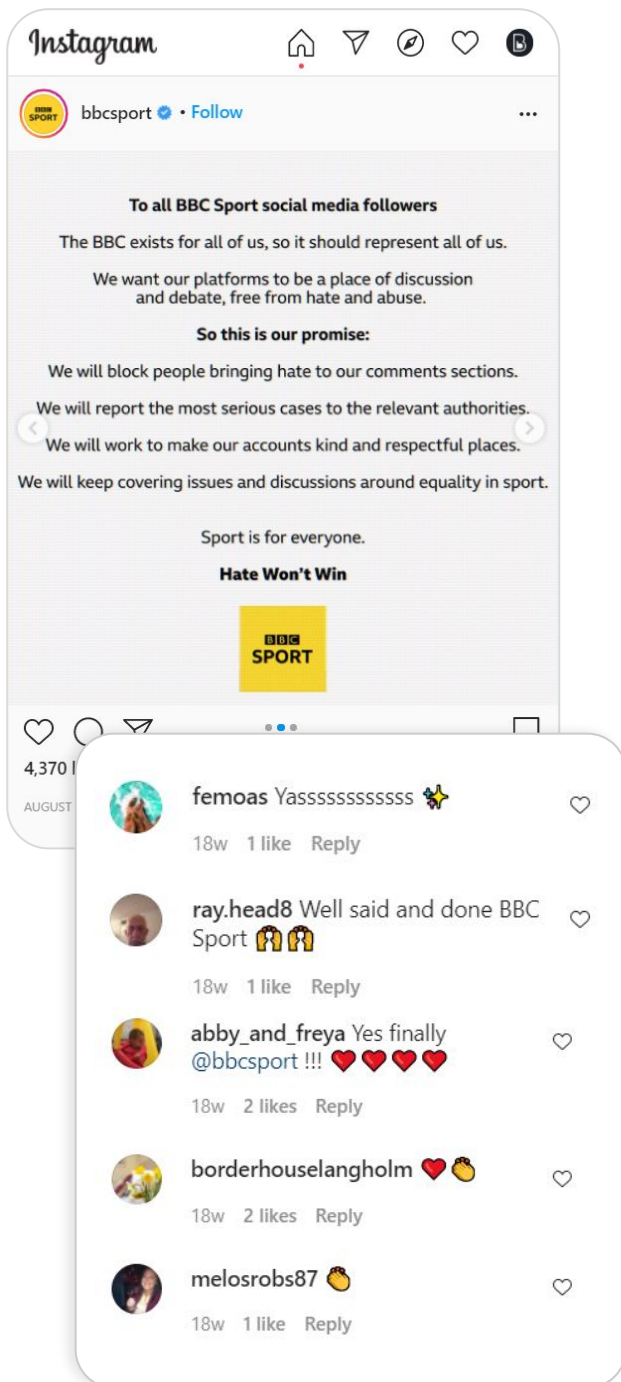 Instagram
B
BBC
SPORT
bbcsport • Follow
...
To all BBC Sport social media followers
The BBC exists for all of us, so it should represent all of us.
We want our platforms to be a place of discussion
and debate, free from hate and abuse.
So this is our promise:
We will block people bringing hate to our comments sections.
We will report the most serious cases to the relevant authorities.
We will work to make our accounts kind and respectful places.
We will keep covering issues and discussions around equality in sport.
Sport is for everyone.
Hate Won't Win
BBC
SPORT
4,370 l
AUGUST
femoas Yasssssssssssss ✨
18w 1 like Reply
ray.head8 Well said and done BBC
Sport 🙌🙌
18w 1 like Reply
abby_and_freya Yes finally
@bbcsport !!! ❤️❤️❤️❤️
18w 2 likes Reply
borderhouselangholm ❤️👏
18w 2 likes Reply
melosrobs87 👏
18w 1 like Reply